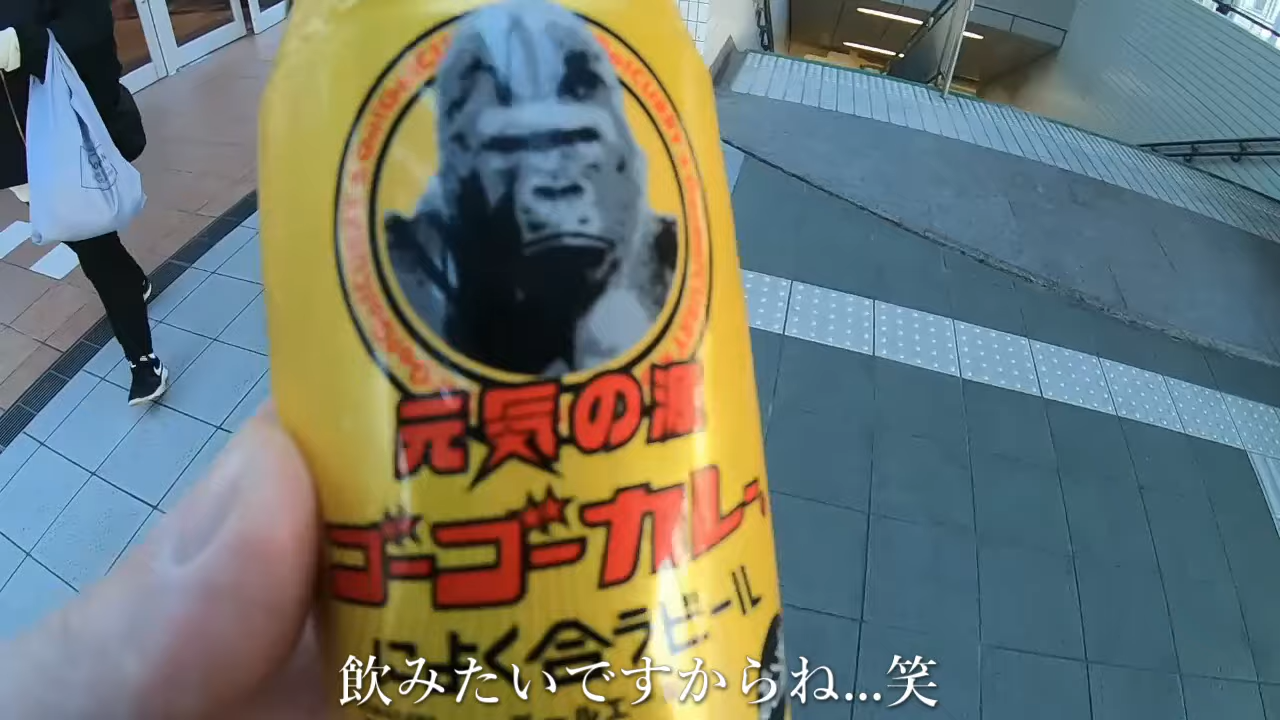 元気の源
ゴーゴーカレー
によく合うビール
飲みたいですからね...笑